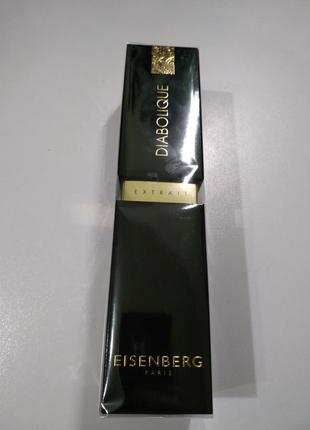 DIABOLIQUE
EXTRAIT
EISENBERG
PARIS